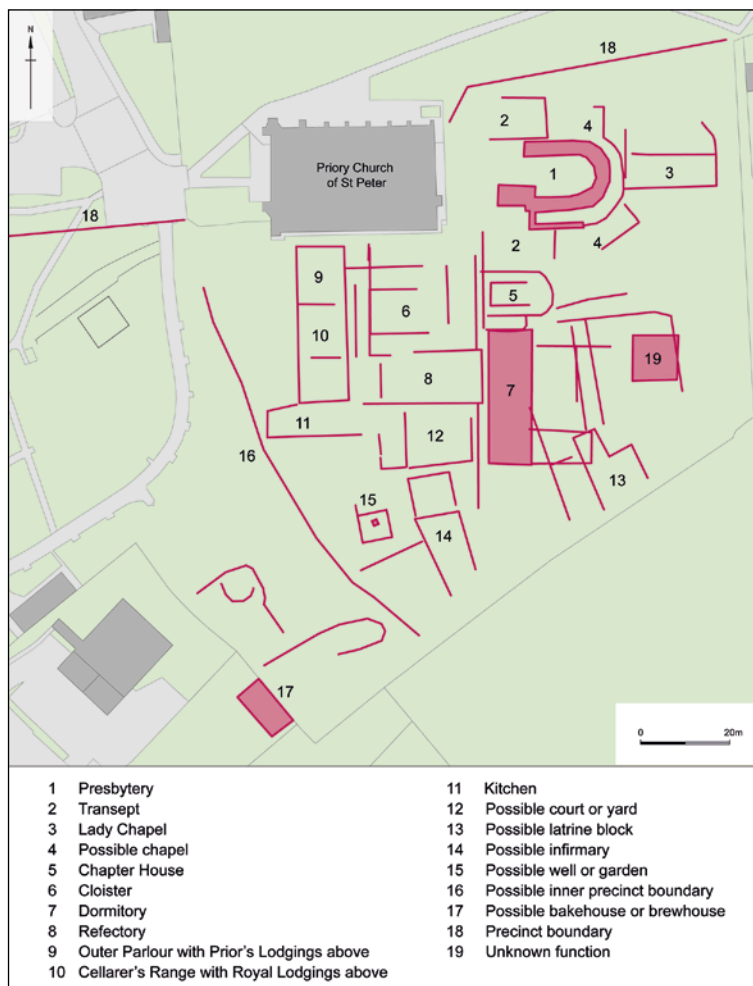 N
18
2
4
Priory Church
of St Peter
1
3
18
2
4
9
5
6
10
19
8
7
11
12
16
13
15
14
17
0 20m
1 Presbytery
2 Transept
3 Lady Chapel
4 Possible chapel
5 Chapter House
6 Cloister
7 Dormitory
8 Refectory
9 Outer Parlour with Prior's Lodgings above
10 Cellarer's Range with Royal Lodgings above
11 Kitchen
12 Possible court or yard
13 Possible latrine block
14 Possible infirmary
15 Possible well or garden
16 Possible inner precinct boundary
17 Possible bakehouse or brewhouse
18 Precinct boundary
19 Unknown function